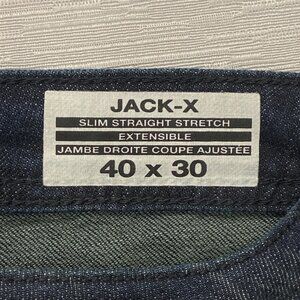 JACK-X
SLIM STRAIGHT STRETCH
EXTENSIBLE
JAMBE DROITE COUPE AJUSTÉE
40 x 30